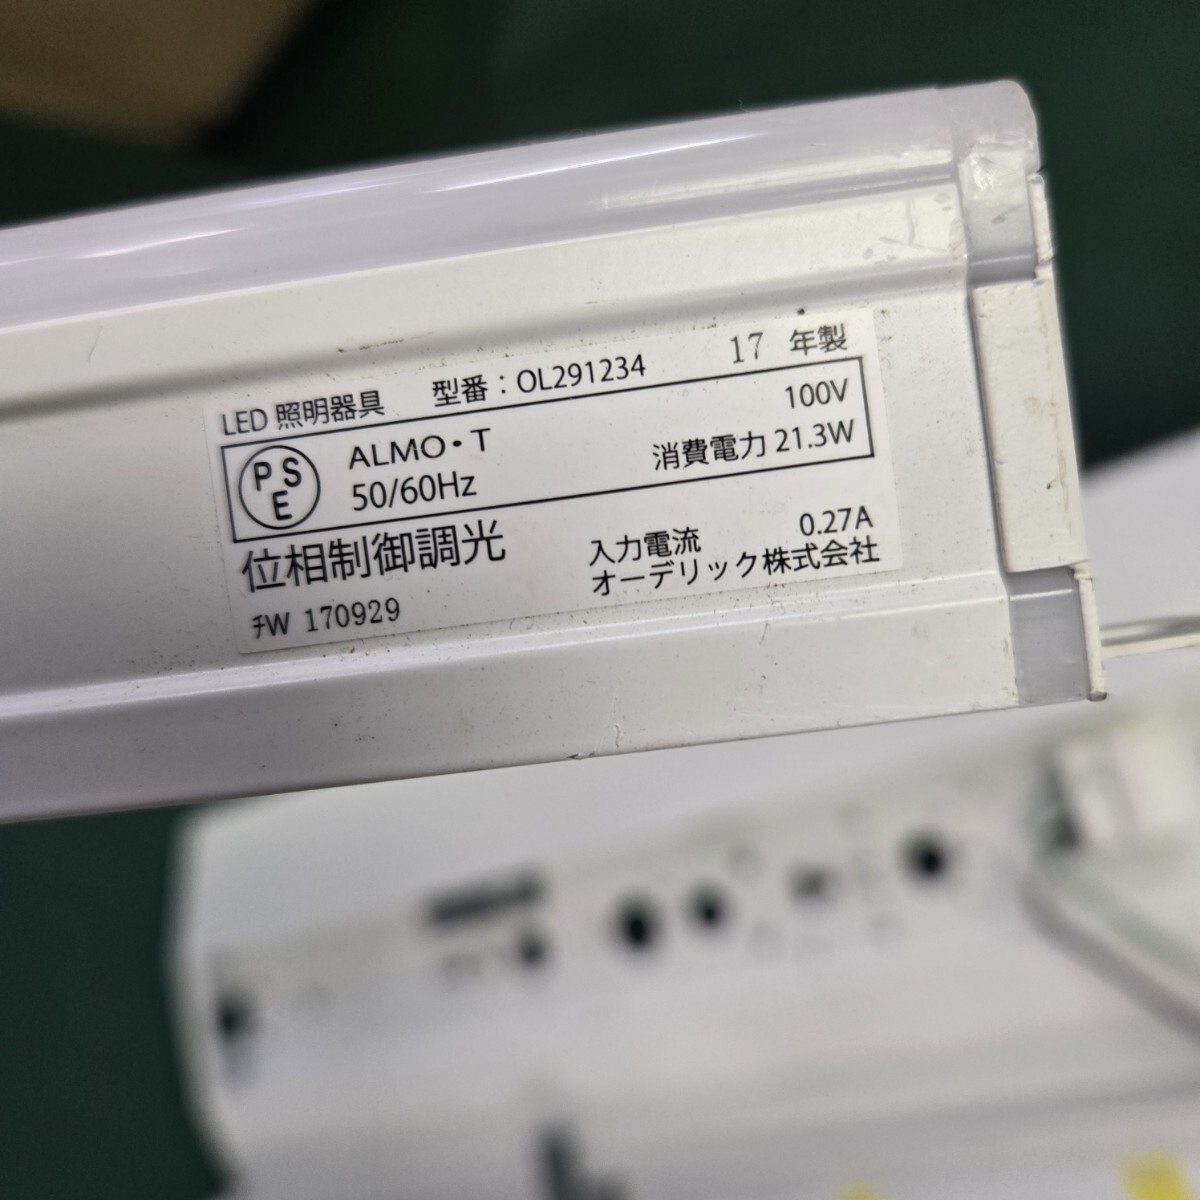 LED 照明器具 型番：OL291234 17 年製
PSE ALMO・T 100V
50/60Hz 消費電力 21.3W
位相制御調光 入力電流 0.27A
ﾁW 170929 オーデリック株式会社